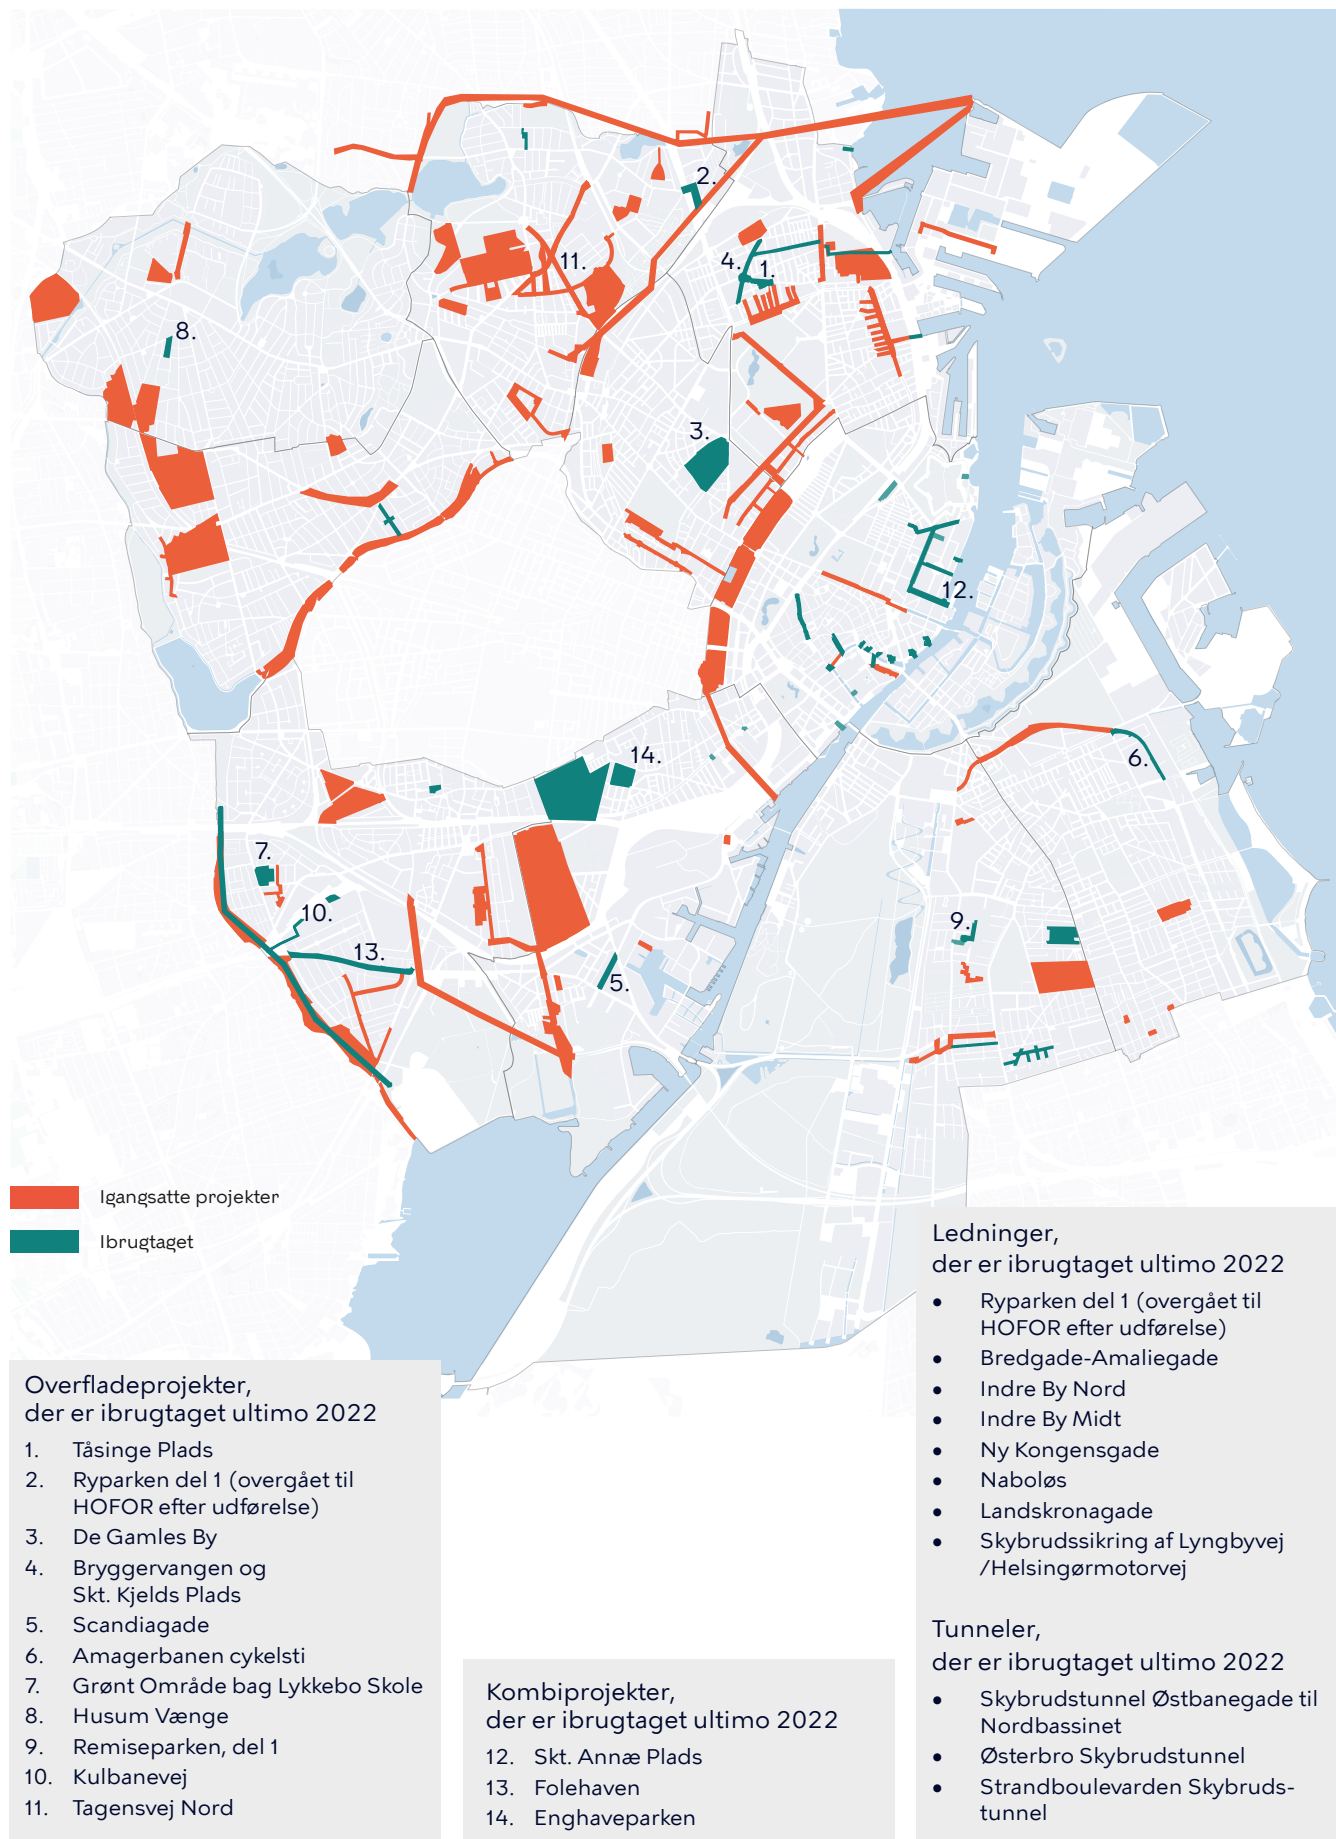 2.
11.
4.
1.
8.
3.
12.
14.
6.
7.
10.
13.
9.
5.
Igangsatte projekter
Ibrugtaget
Overfladeprojekter,
der er ibrugtaget ultimo 2022
1. Tåsinge Plads
2. Ryparken del 1 (overgået til
HOFOR efter udførelse)
3. De Gamles By
4. Bryggervangen og
Skt. Kjelds Plads
5. Scandiagade
6. Amagerbanen cykelsti
7. Grønt Område bag Lykkebo Skole
8. Husum Vænge
9. Remiseparken, del 1
10. Kulbanevej
11. Tagensvej Nord
Kombiprojekter,
der er ibrugtaget ultimo 2022
12. Skt. Annæ Plads
13. Folehaven
14. Enghaveparken
Ledninger,
der er ibrugtaget ultimo 2022
• Ryparken del 1 (overgået til
HOFOR efter udførelse)
• Bredgade-Amaliegade
• Indre By Nord
• Indre By Midt
• Ny Kongensgade
• Naboløs
• Landskronagade
• Skybrudssikring af Lyngbyvej
/Helsingørmotorvej
Tunneler,
der er ibrugtaget ultimo 2022
• Skybrudstunnel Østbanegade til
Nordbassinet
• Østerbro Skybrudstunnel
• Strandboulevarden Skybruds-
tunnel